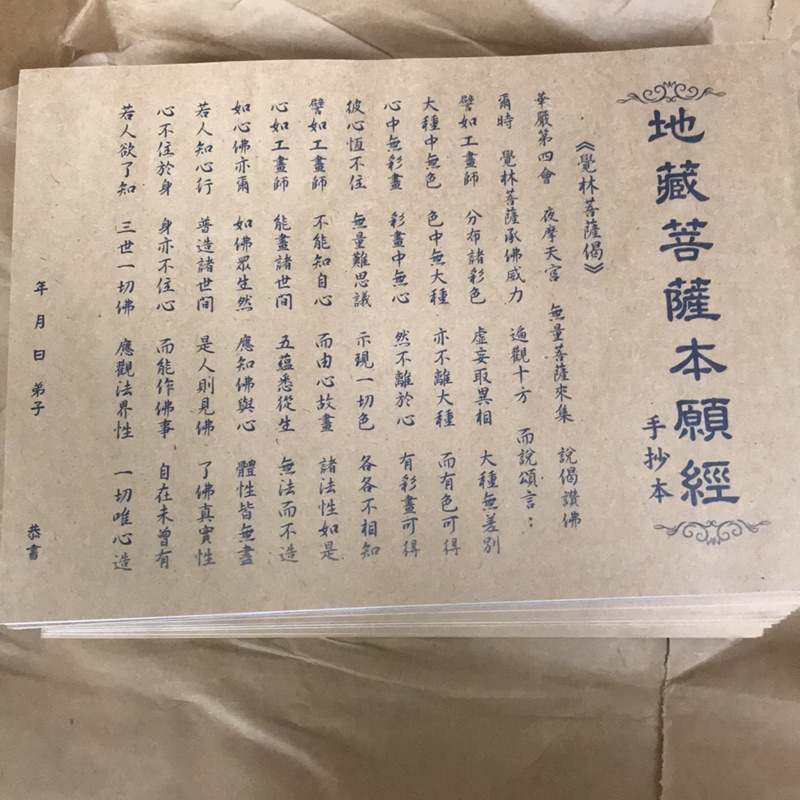 地藏菩薩本願經
手抄本
《覺林菩薩偈》
華嚴第四會 夜摩天宮 無量菩薩來集 說偈讚佛
爾時 覺林菩薩承佛威力 遍觀十方 而說頌言：
譬如工畫師 分布諸彩色 虛妄取異相 大種無差別
大種中無色 色中無大種 亦不離大種 而有色可得
心中無彩畫 彩畫中無心 然不離於心 有彩畫可得
彼心恆不住 無量難思議 示現一切色 各各不相知
譬如工畫師 不能知自心 而由心故畫 諸法性如是
心如工畫師 能畫諸世間 五蘊悉從生 無法而不造
如心佛亦爾 如佛眾生然 應知佛與心 體性皆無盡
若人知心行 普造諸世間 是人則見佛 了佛真實性
心不住於身 身亦不住心 而能作佛事 自在未曾有
若人欲了知 三世一切佛 應觀法界性 一切唯心造
年 月 日 弟子 恭書